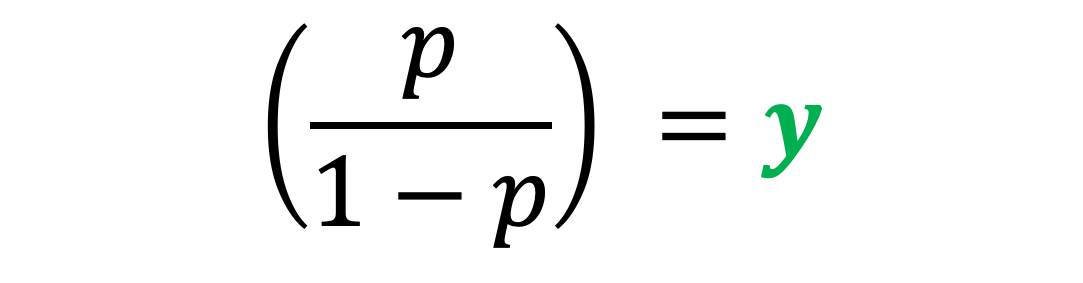 (p / 1 − p) = y